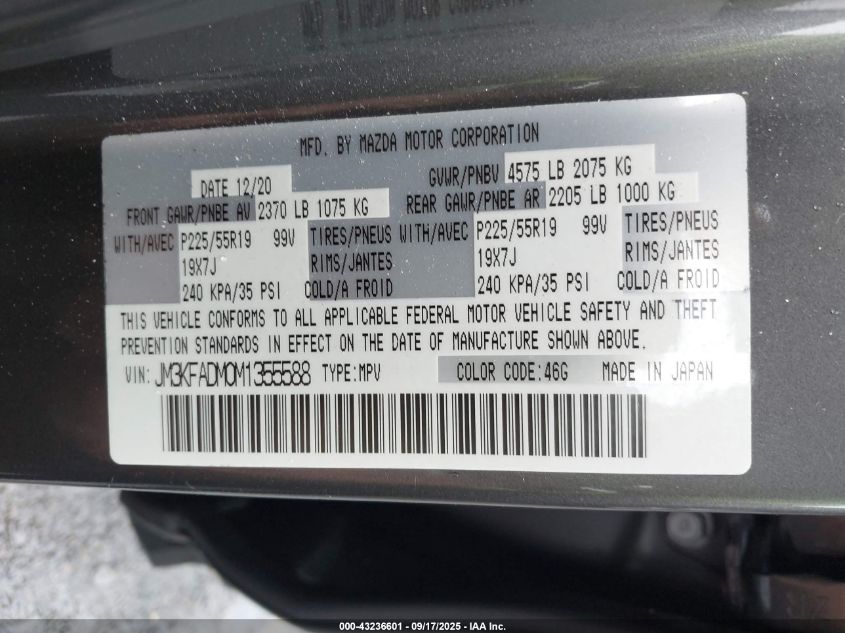 MFD. BY MAZDA MOTOR CORPORATION
DATE 12/20 GVWR/PNBV 4575 LB 2075 KG
FRONT GAWR/PNBE AV 2370 LB 1075 KG REAR GAWR/PNBE AR 2205 LB 1000 KG
WITH/AVEC P225/55R19 99V TIRES/PNEUS WITH/AVEC P225/55R19 99V TIRES/PNEUS
19X7J RIMS/JANTES 19X7J RIMS/JANTES
240 KPA/35 PSI COLD/A FROID 240 KPA/35 PSI COLD/A FROID
THIS VEHICLE CONFORMS TO ALL APPLICABLE FEDERAL MOTOR VEHICLE SAFETY AND THEFT
PREVENTION STANDARDS IN EFFECT ON THE DATE OF MANUFACTURE SHOWN ABOVE.
VIN: JM3KFADM0M1355588 TYPE:MPV COLOR CODE:46G MADE IN JAPAN
000-43236601 - 09/17/2025 - IAA Inc.